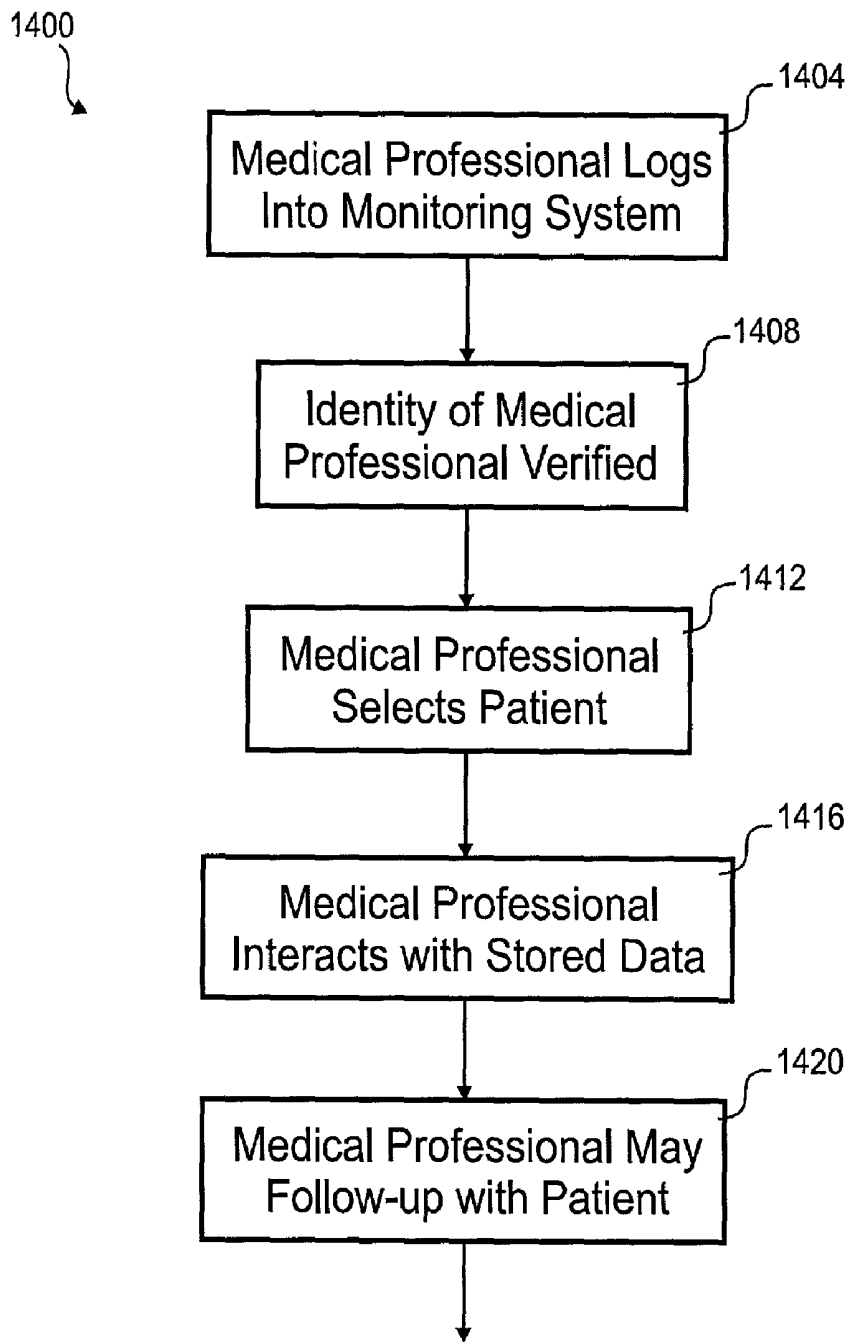 1400
1404
Medical Professional Logs
Into Monitoring System
1408
Identity of Medical
Professional Verified
1412
Medical Professional
Selects Patient
1416
Medical Professional
Interacts with Stored Data
1420
Medical Professional May
Follow-up with Patient